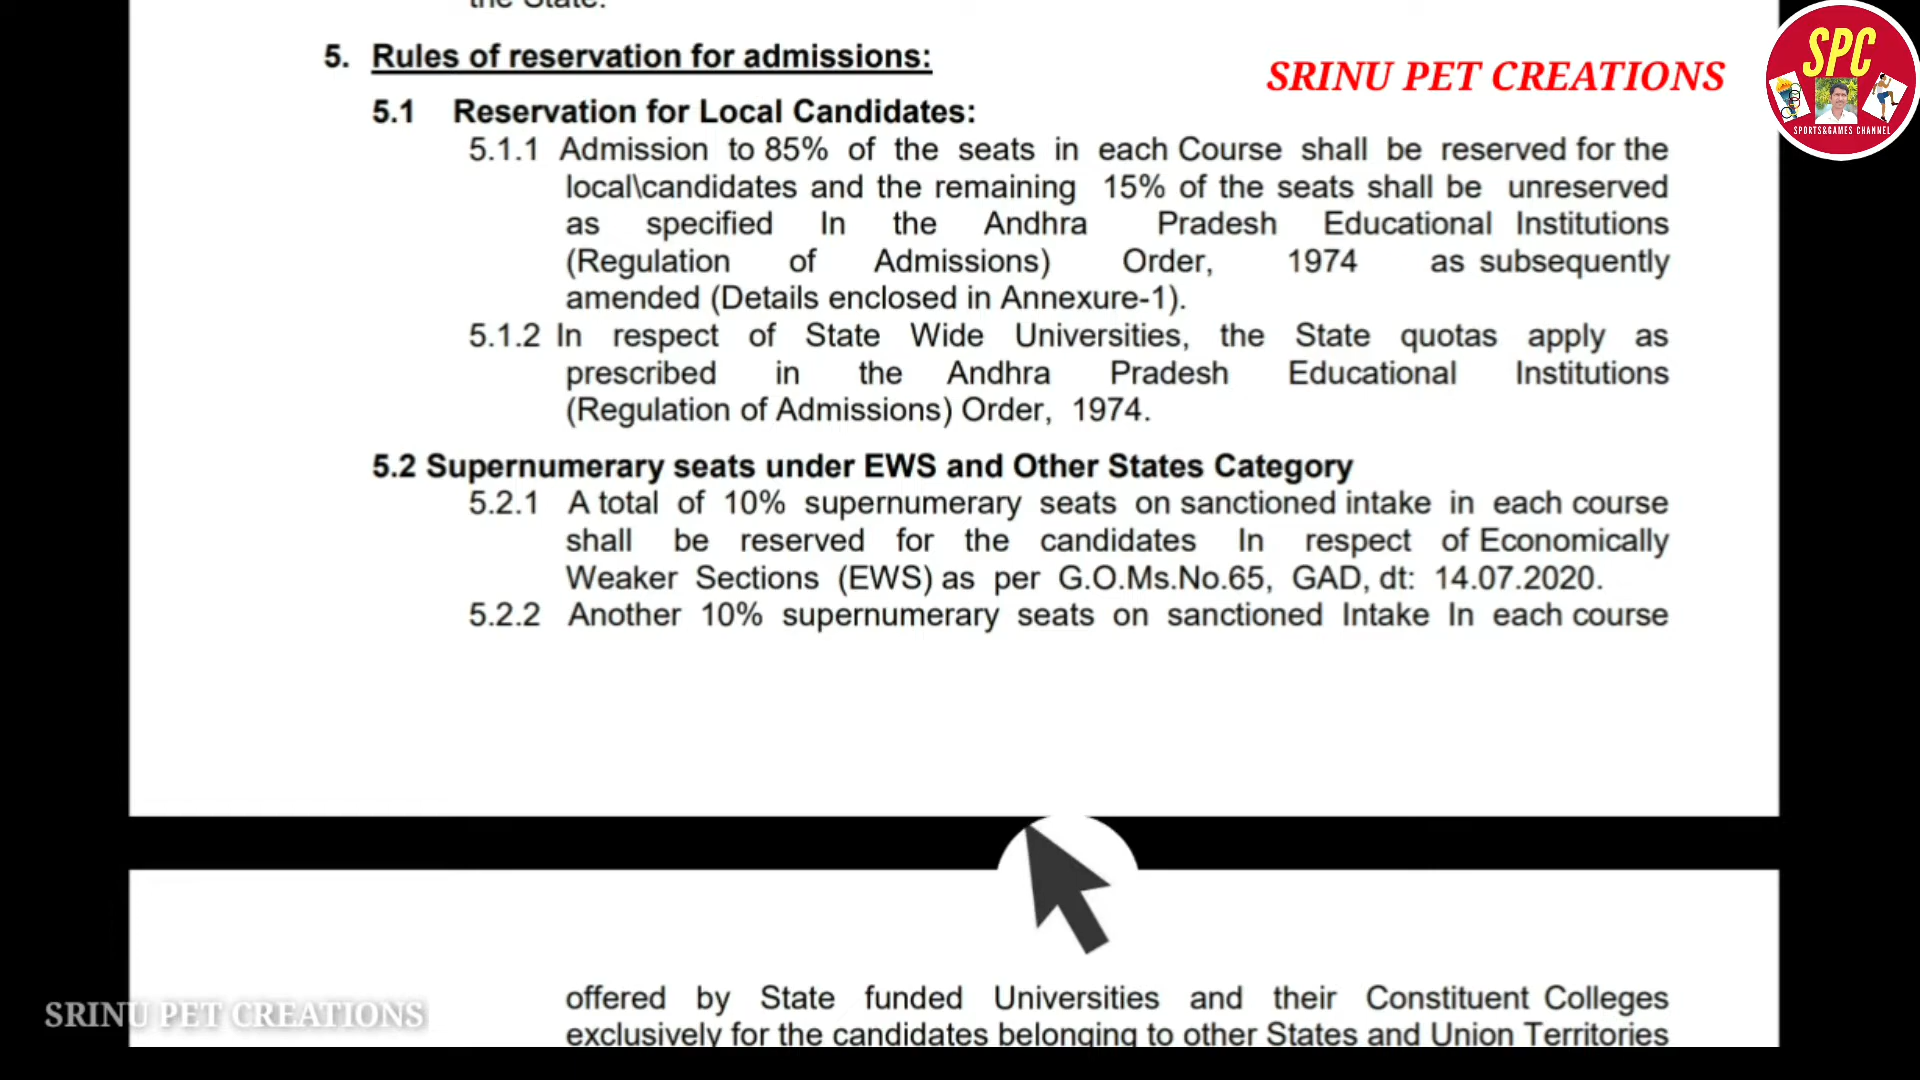 the State.
5. Rules of reservation for admissions:
SRINU PET CREATIONS
SPC
SPORTS&GAMES CHANNEL
5.1 Reservation for Local Candidates:
5.1.1 Admission to 85% of the seats in each Course shall be reserved for the
local\candidates and the remaining 15% of the seats shall be unreserved
as specified In the Andhra Pradesh Educational Institutions
(Regulation of Admissions) Order, 1974 as subsequently
amended (Details enclosed in Annexure-1).
5.1.2 In respect of State Wide Universities, the State quotas apply as
prescribed in the Andhra Pradesh Educational Institutions
(Regulation of Admissions) Order, 1974.
5.2 Supernumerary seats under EWS and Other States Category
5.2.1 A total of 10% supernumerary seats on sanctioned intake in each course
shall be reserved for the candidates In respect of Economically
Weaker Sections (EWS) as per G.O.Ms.No.65, GAD, dt: 14.07.2020.
5.2.2 Another 10% supernumerary seats on sanctioned Intake In each course
offered by State funded Universities and their Constituent Colleges
SRINU PET CREATIONS
exclusively for the candidates belonging to other States and Union Territories